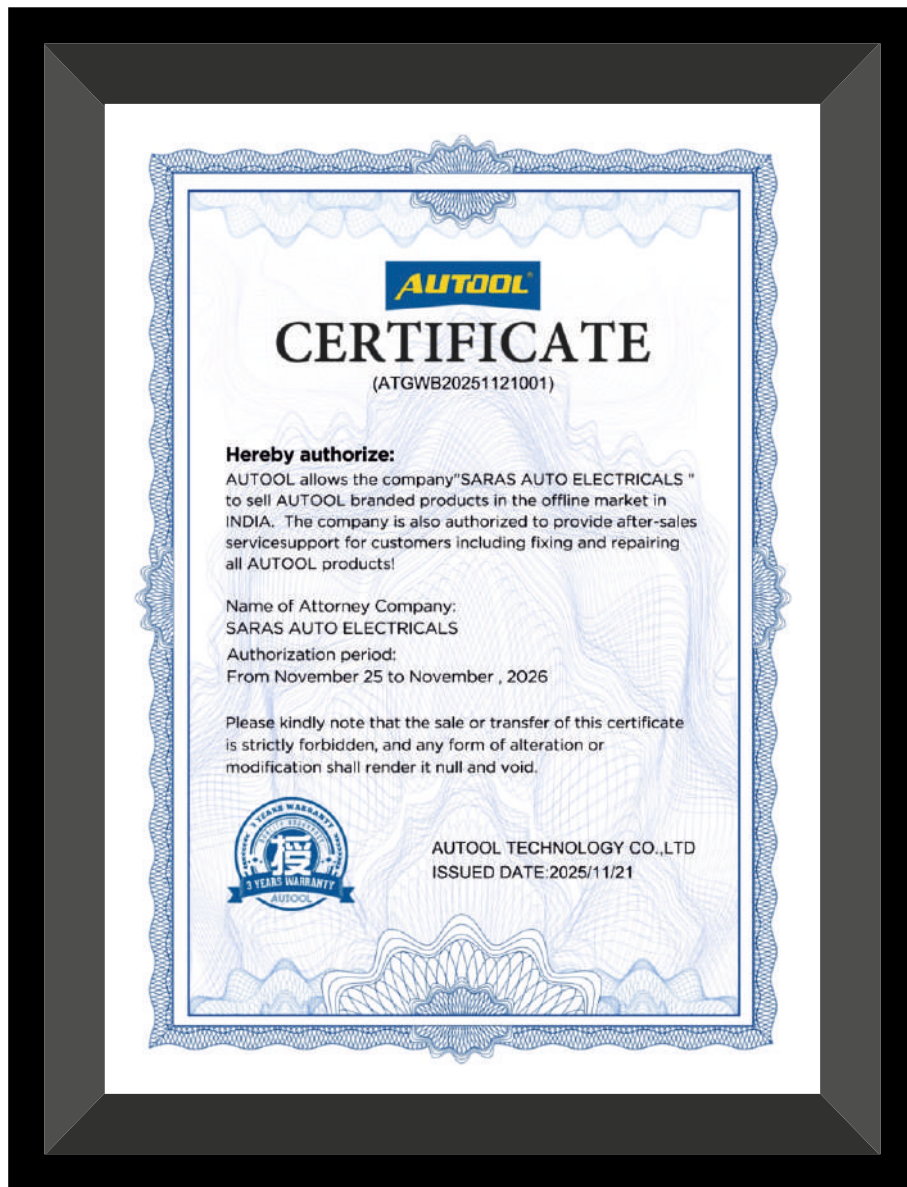 AUTOOL®
CERTIFICATE
(ATGWB20251121001)
Hereby authorize:
AUTOOL allows the company"SARAS AUTO ELECTRICALS "
to sell AUTOOL branded products in the offline market in
INDIA. The company is also authorized to provide after-sales
servicesupport for customers including fixing and repairing
all AUTOOL products!
Name of Attorney Company:
SARAS AUTO ELECTRICALS
Authorization period:
From November 25 to November , 2026
Please kindly note that the sale or transfer of this certificate
is strictly forbidden, and any form of alteration or
modification shall render it null and void.
3 YEARS WARRANTY
授
3 YEARS WARRANTY
AUTOOL
AUTOOL TECHNOLOGY CO.,LTD
ISSUED DATE:2025/11/21